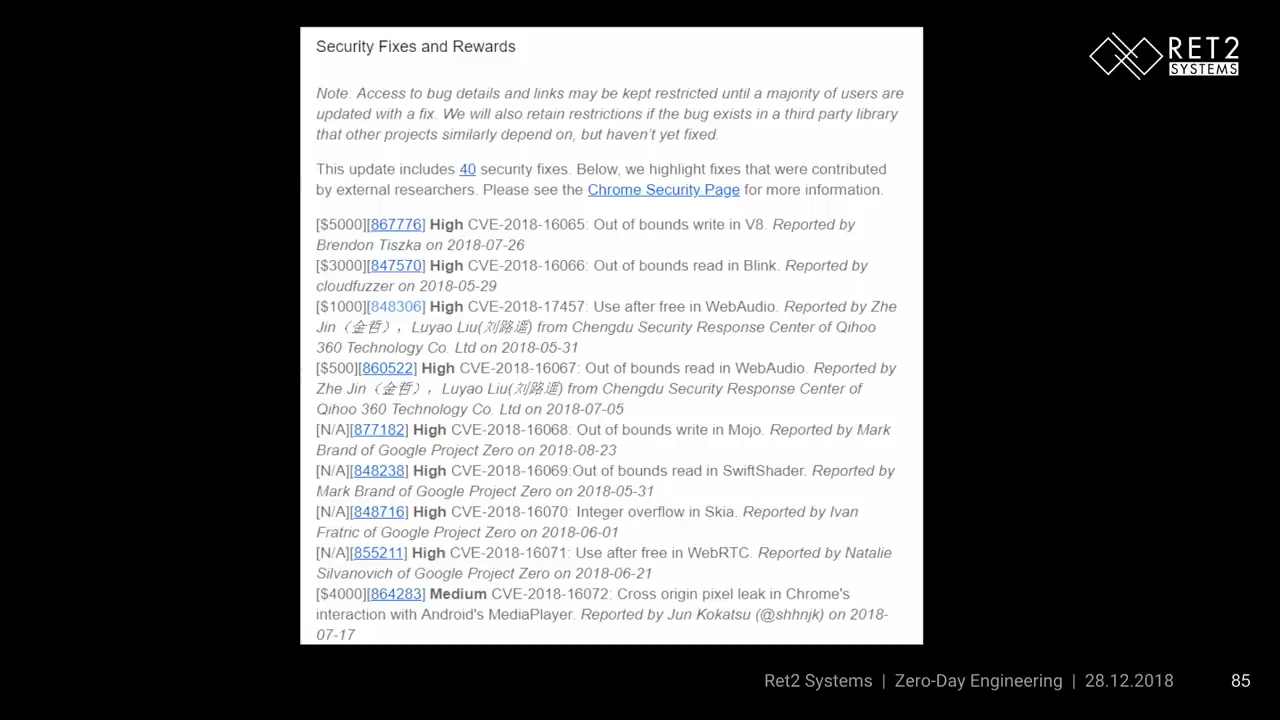 Security Fixes and Rewards
RET2
SYSTEMS
Note: Access to bug details and links may be kept restricted until a majority of users are
updated with a fix. We will also retain restrictions if the bug exists in a third party library
that other projects similarly depend on, but haven't yet fixed.
This update includes 40 security fixes. Below, we highlight fixes that were contributed
by external researchers. Please see the Chrome Security Page for more information.
[$5000][867776] High CVE-2018-16065: Out of bounds write in V8. Reported by
Brendon Tiszka on 2018-07-26
[$3000][847570] High CVE-2018-16066: Out of bounds read in Blink. Reported by
cloudfuzzer on 2018-05-29
[$1000][848306] High CVE-2018-17457: Use after free in WebAudio. Reported by Zhe
Jin（金哲），Luyao Liu(刘路遥) from Chengdu Security Response Center of Qihoo
360 Technology Co. Ltd on 2018-05-31
[$500][860522] High CVE-2018-16067: Out of bounds read in WebAudio. Reported by
Zhe Jin（金哲），Luyao Liu(刘路遥) from Chengdu Security Response Center of
Qihoo 360 Technology Co. Ltd on 2018-07-05
[N/A][877182] High CVE-2018-16068: Out of bounds write in Mojo. Reported by Mark
Brand of Google Project Zero on 2018-08-23
[N/A][848238] High CVE-2018-16069:Out of bounds read in SwiftShader. Reported by
Mark Brand of Google Project Zero on 2018-05-31
[N/A][848716] High CVE-2018-16070: Integer overflow in Skia. Reported by Ivan
Fratric of Google Project Zero on 2018-06-01
[N/A][855211] High CVE-2018-16071: Use after free in WebRTC. Reported by Natalie
Silvanovich of Google Project Zero on 2018-06-21
[$4000][864283] Medium CVE-2018-16072: Cross origin pixel leak in Chrome's
interaction with Android's MediaPlayer. Reported by Jun Kokatsu (@shhnjk) on 2018-
07-17
Ret2 Systems | Zero-Day Engineering | 28.12.2018 85